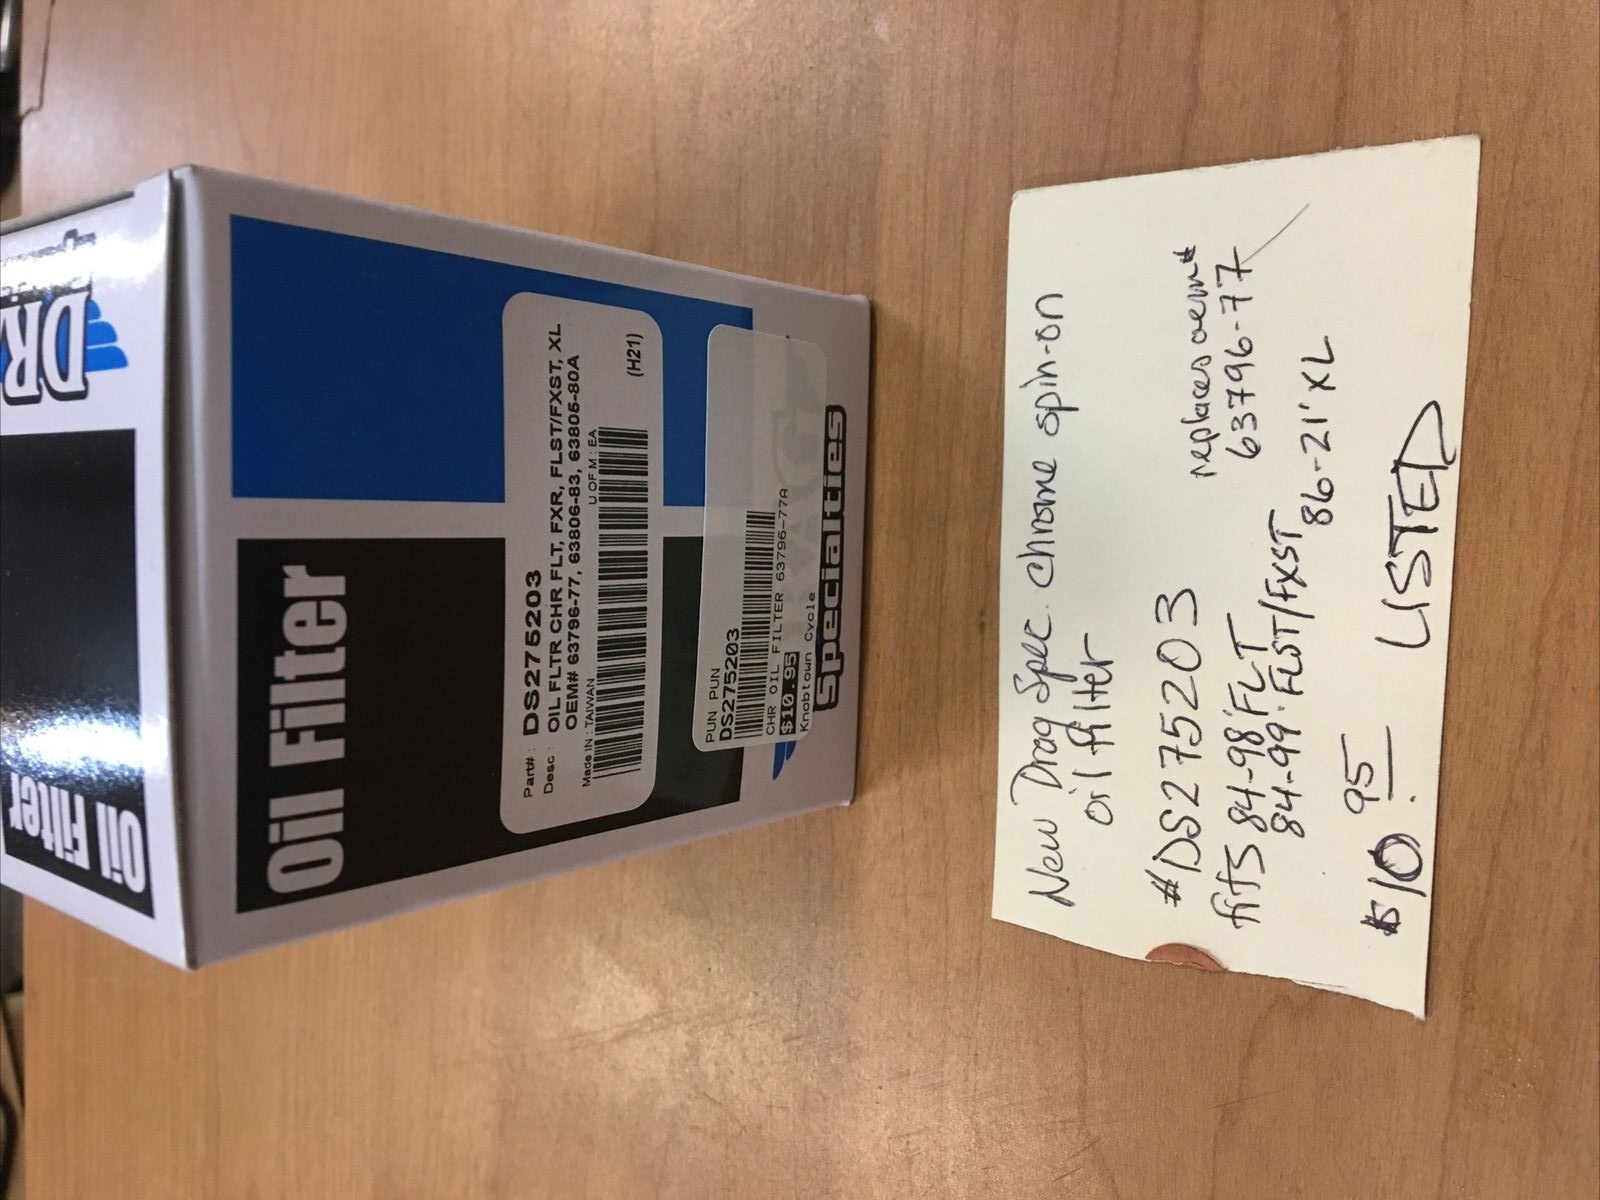 DR
Oil Filter
Oil Filter
Part# : DS275203
Desc : OIL FLTR CHR FLT, FXR, FLST/FXST, XL
OEM# 63796-77, 63806-83, 63805-80A
Made IN : TAIWAN U OF M : EA
(H21)
PUN PUN
DS275203
CHR OIL FILTER 63796-77A
$10.95
Knobtown Cycle
Specialties
New Drag Spec. chrome spin-on
oil filter
#DS275203 replaces oem#
fits 84-98' FLT 63796-77
84-99' FLST/FXST
86-21' XL
$10.95 LISTED